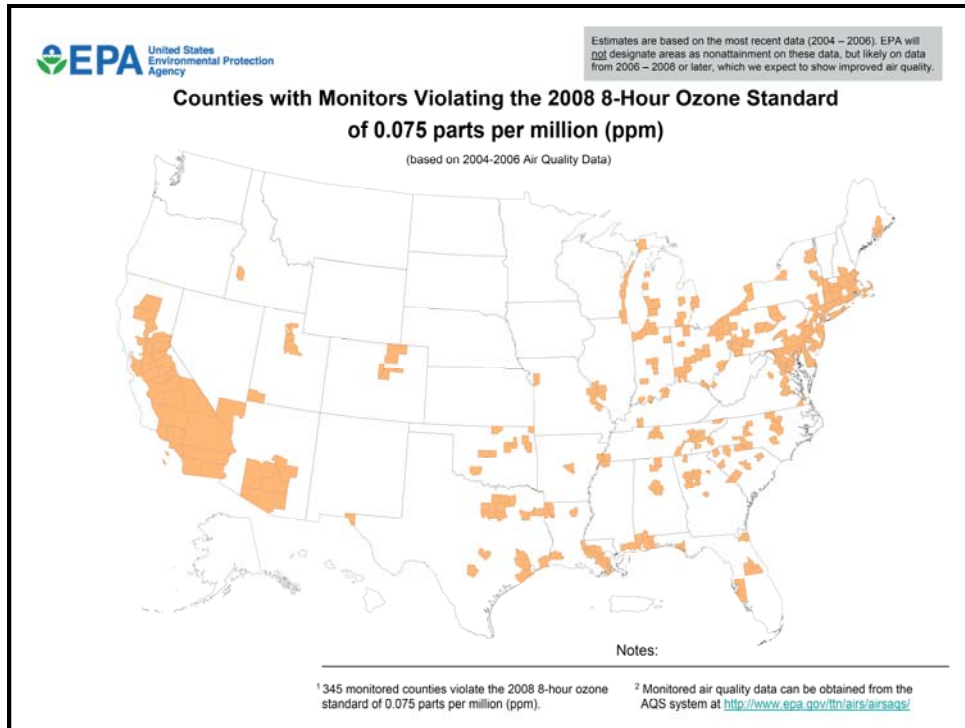 EPA United States
Environmental Protection
Agency
Estimates are based on the most recent data (2004 – 2006). EPA will
not designate areas as nonattainment on these data, but likely on data
from 2006 – 2008 or later, which we expect to show improved air quality.
Counties with Monitors Violating the 2008 8-Hour Ozone Standard
of 0.075 parts per million (ppm)
(based on 2004-2006 Air Quality Data)
Notes:
1 345 monitored counties violate the 2008 8-hour ozone
standard of 0.075 parts per million (ppm).
2 Monitored air quality data can be obtained from the
AQS system at http://www.epa.gov/ttn/airs/airsaqs/